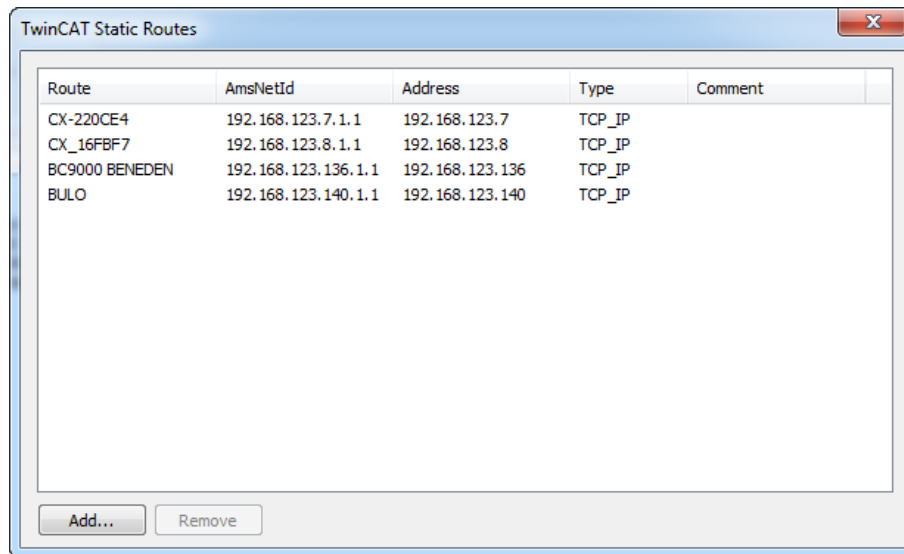 TwinCAT Static Routes
Route AmsNetId Address Type Comment
CX-220CE4 192.168.123.7.1.1 192.168.123.7 TCP_IP
CX_16FBF7 192.168.123.8.1.1 192.168.123.8 TCP_IP
BC9000 BENEDEN 192.168.123.136.1.1 192.168.123.136 TCP_IP
BULO 192.168.123.140.1.1 192.168.123.140 TCP_IP
Add... Remove